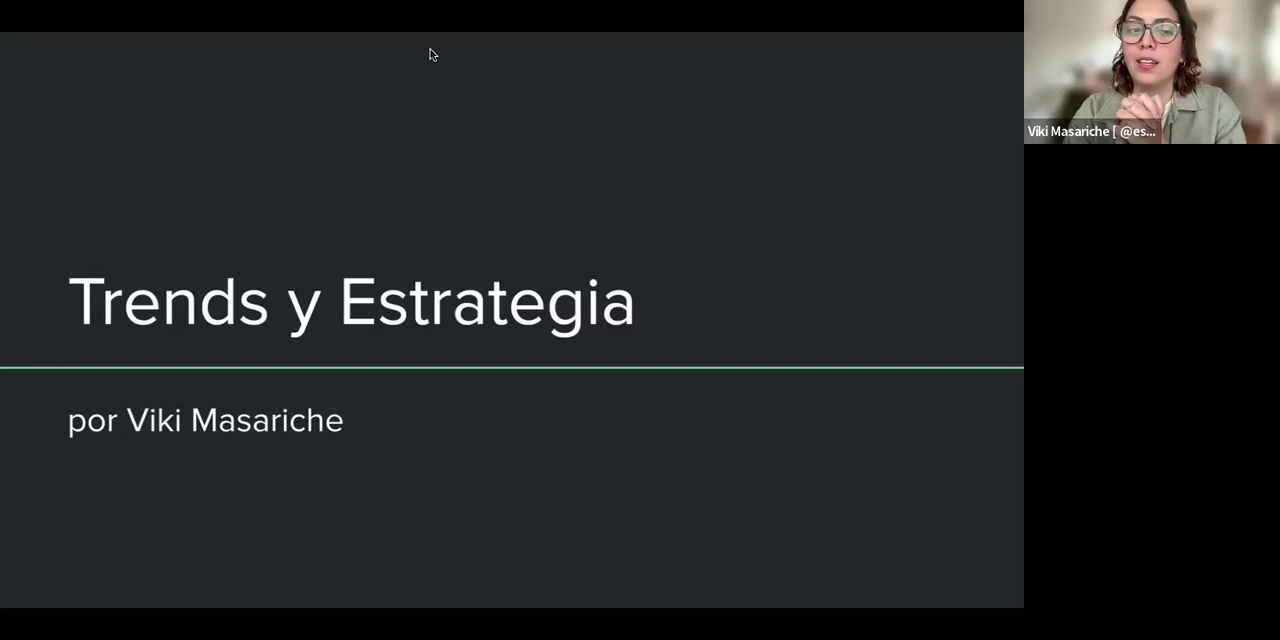 Trends y Estrategia
por Viki Masariche
Viki Masariche [ @es...